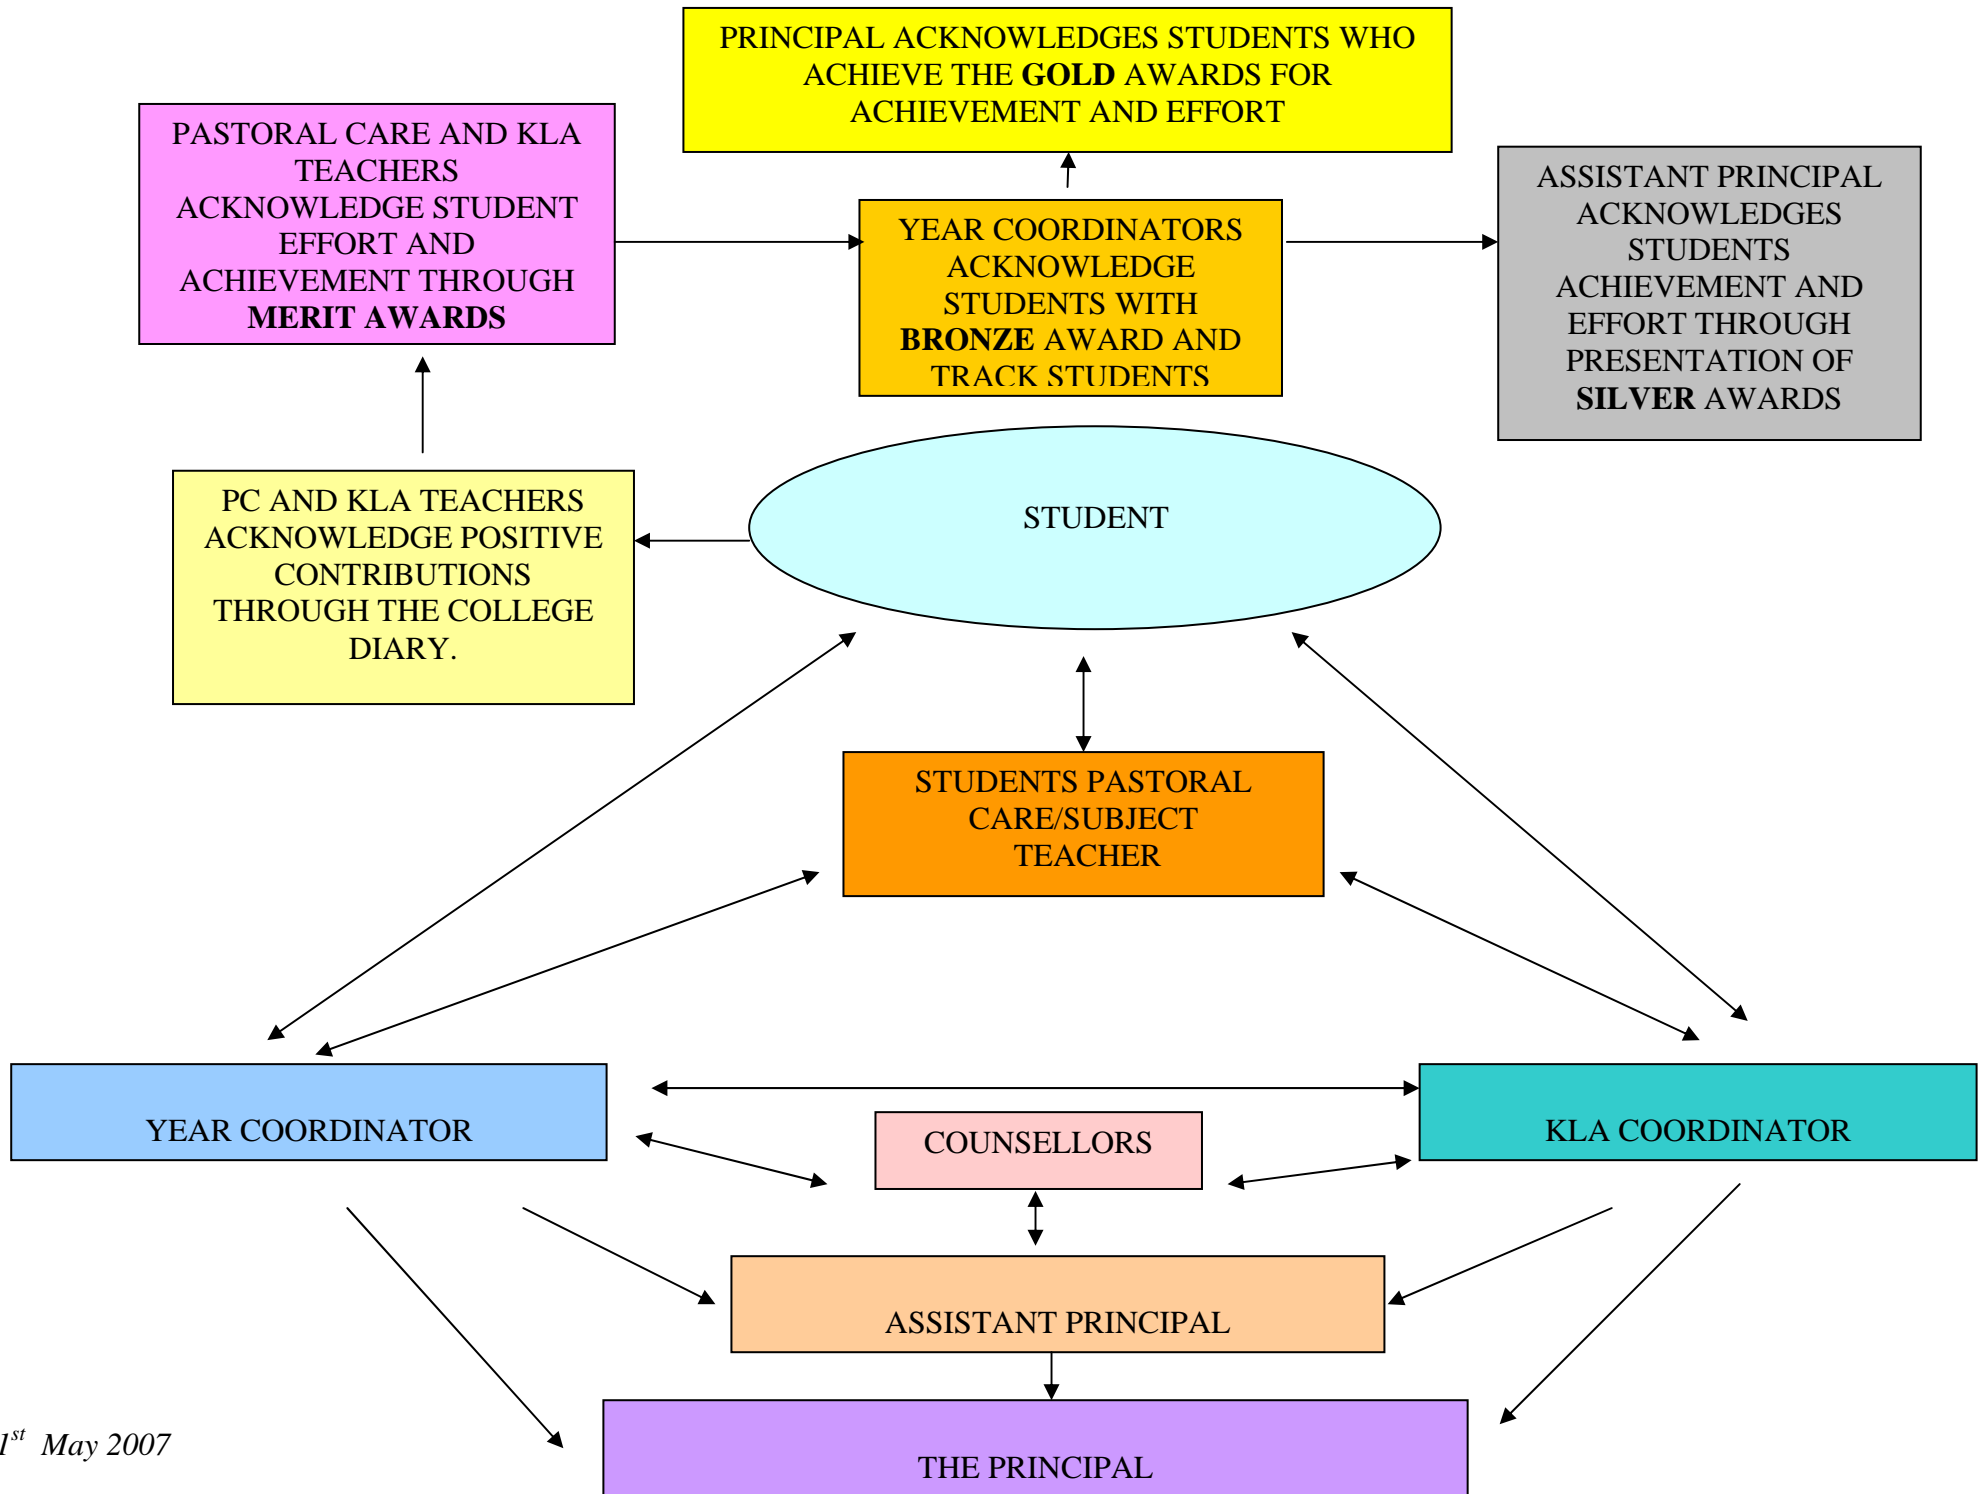 PRINCIPAL ACKNOWLEDGES STUDENTS WHO
ACHIEVE THE GOLD AWARDS FOR
ACHIEVEMENT AND EFFORT
PASTORAL CARE AND KLA
TEACHERS
ACKNOWLEDGE STUDENT
EFFORT AND
ACHIEVEMENT THROUGH
MERIT AWARDS
YEAR COORDINATORS
ACKNOWLEDGE
STUDENTS WITH
BRONZE AWARD AND
TRACK STUDENTS
ASSISTANT PRINCIPAL
ACKNOWLEDGES
STUDENTS
ACHIEVEMENT AND
EFFORT THROUGH
PRESENTATION OF
SILVER AWARDS
PC AND KLA TEACHERS
ACKNOWLEDGE POSITIVE
CONTRIBUTIONS
THROUGH THE COLLEGE
DIARY.
STUDENT
STUDENTS PASTORAL
CARE/SUBJECT
TEACHER
YEAR COORDINATOR
COUNSELLORS
KLA COORDINATOR
ASSISTANT PRINCIPAL
THE PRINCIPAL
1st May 2007